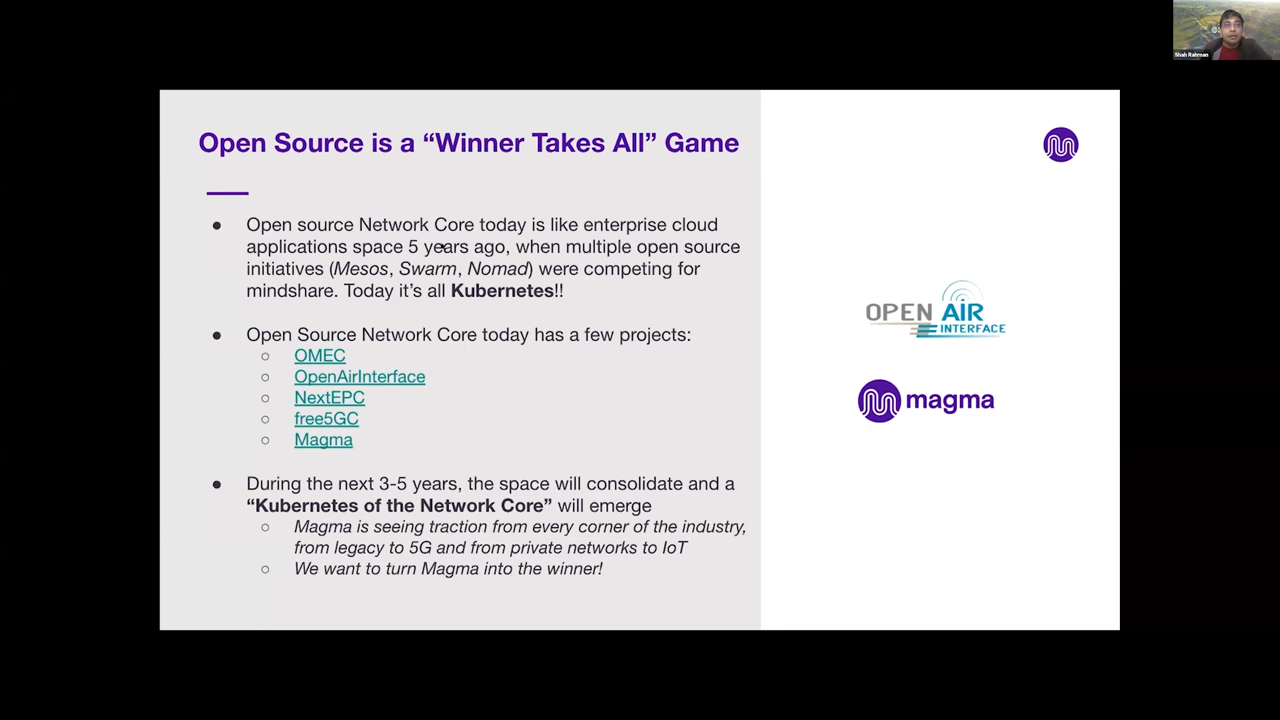 Shah Rahman
Open Source is a “Winner Takes All” Game
● Open source Network Core today is like enterprise cloud
applications space 5 years ago, when multiple open source
initiatives (Mesos, Swarm, Nomad) were competing for
mindshare. Today it’s all Kubernetes!!
● Open Source Network Core today has a few projects:
○ OMEC
○ OpenAirInterface
○ NextEPC
○ free5GC
○ Magma
● During the next 3-5 years, the space will consolidate and a
“Kubernetes of the Network Core” will emerge
○ Magma is seeing traction from every corner of the industry,
from legacy to 5G and from private networks to IoT
○ We want to turn Magma into the winner!
OPEN AIR
INTERFACE
magma